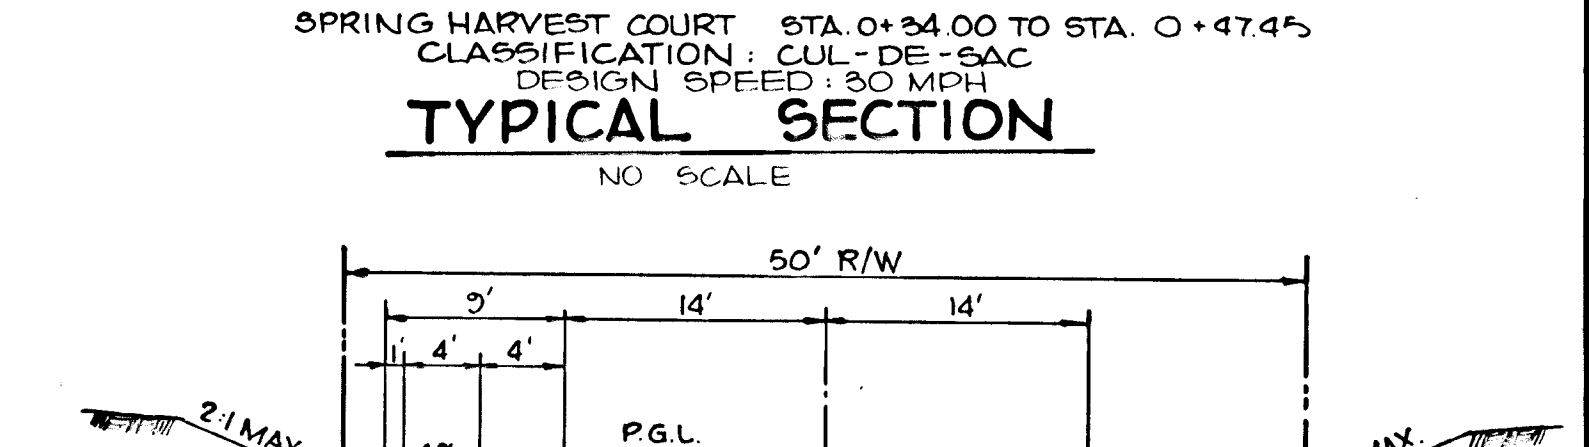 SPRING HARVEST COURT STA. 0+34.00 TO STA. 0+47.45
CLASSIFICATION : CUL-DE-SAC
DESIGN SPEED : 30 MPH
TYPICAL SECTION
NO SCALE
50' R/W
9' 14' 14'
1' 4' 4'
2:1 MAX
P.G.L.
MAX.